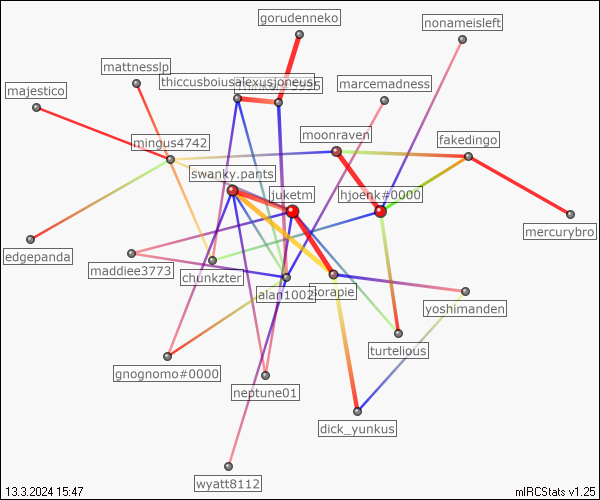 gorudenneko
nonameisleft
mattnesslp
thiccusboiusalexusjoneus
marcemadness
majestico
moonraven
fakedingo
mingus4742
swanky.pants
juketm
hjoenk#0000
mercurybro
edgepanda
maddiee3773
chunkzter
alan1002
yoshimanden
turtelious
gnognomo#0000
neptune01
dick_yunkus
wyatt8112
13.3.2024 15:47
mIRCStats v1.25